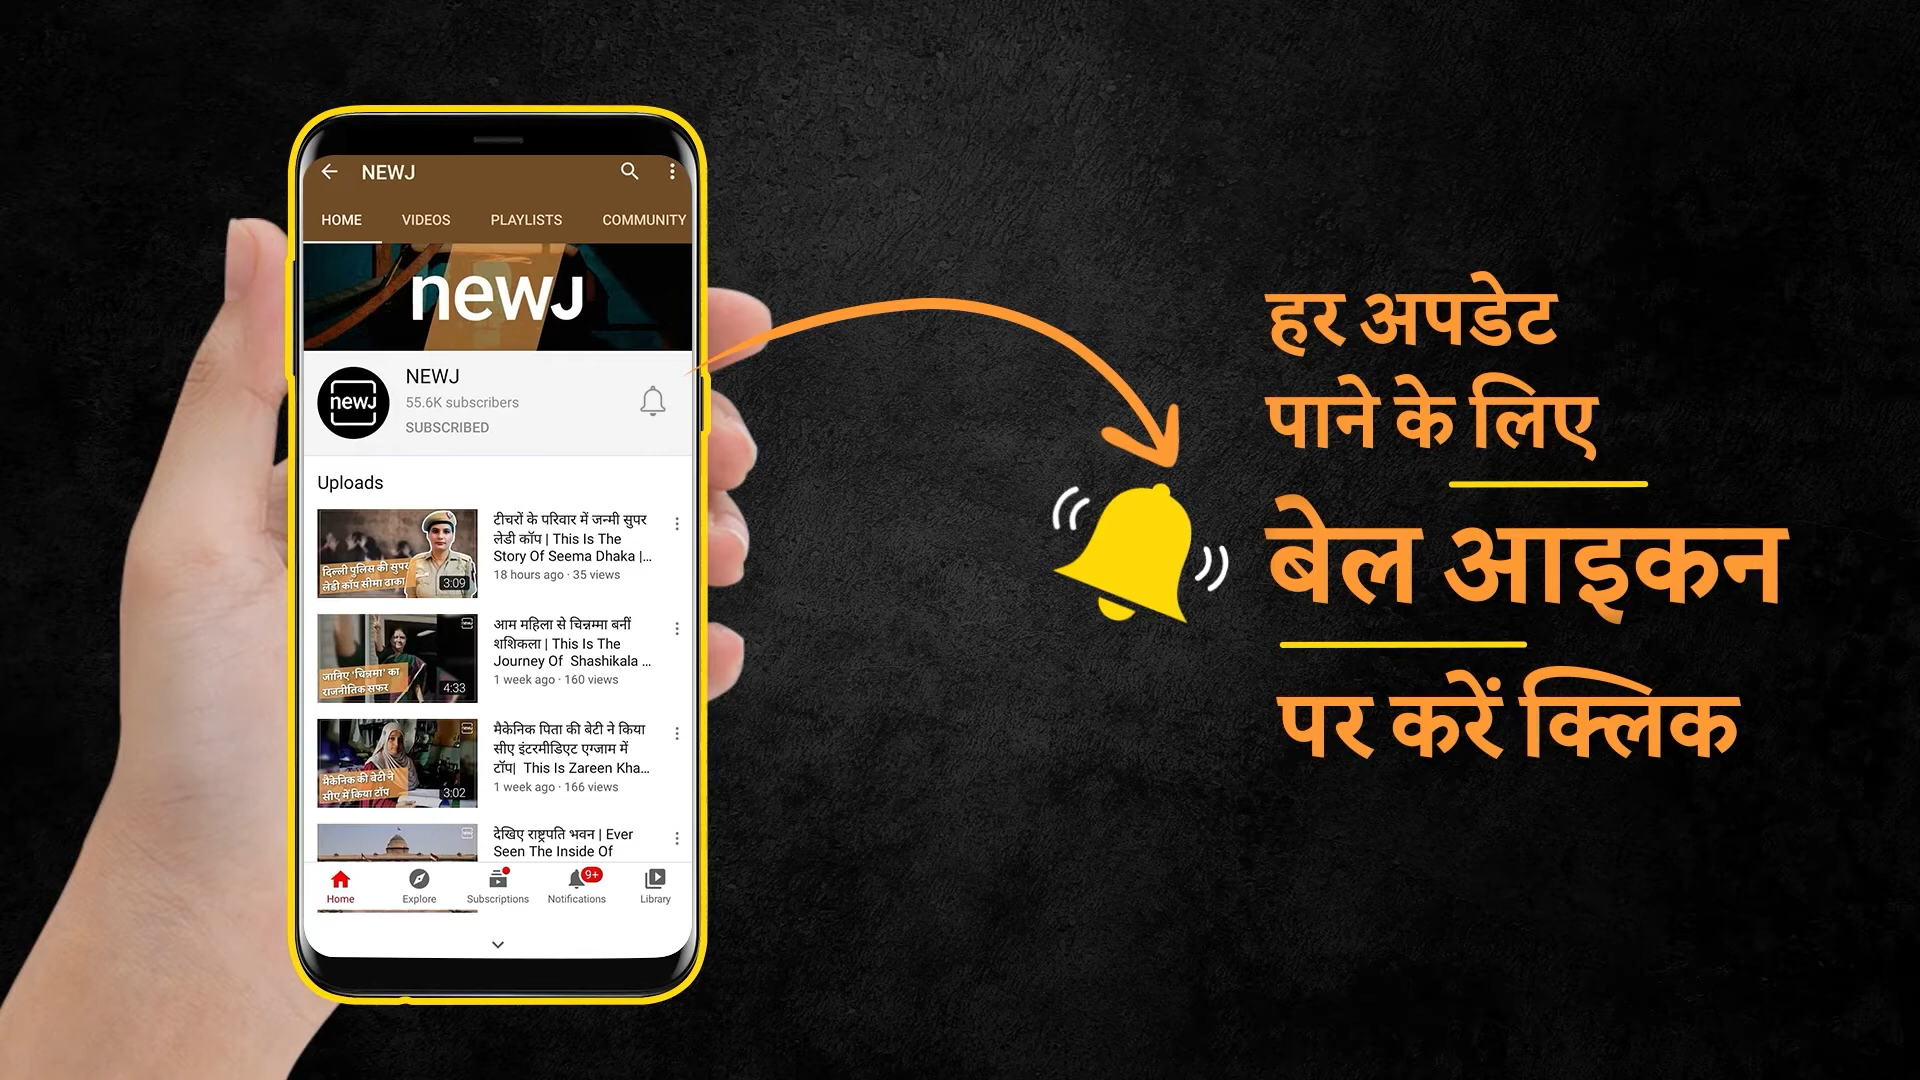 NEWJ
HOME VIDEOS PLAYLISTS COMMUNITY
newJ
newJ
NEWJ
55.6K subscribers
SUBSCRIBED
Uploads
दिल्ली पुलिस की सुपर
लेडी कॉप सीमा ढाका
3:09
टीचरों के परिवार में जन्मी सुपर
लेडी कॉप | This Is The
Story Of Seema Dhaka |...
18 hours ago · 35 views
जानिए 'चिन्नमा' का
राजनीतिक सफर
4:33
आम महिला से चिन्नम्मा बनीं
शशिकला | This Is The
Journey Of Shashikala ...
1 week ago · 160 views
मैकेनिक की बेटी ने
सीए में किया टॉप
3:02
मैकेनिक पिता की बेटी ने किया
सीए इंटरमीडिएट एग्जाम में
टॉप| This Is Zareen Kha...
1 week ago · 166 views
देखिए राष्ट्रपति भवन | Ever
Seen The Inside Of
9+
Home Explore Subscriptions Notifications Library
हर अपडेट
पाने के लिए
बेल आइकन
पर करें क्लिक